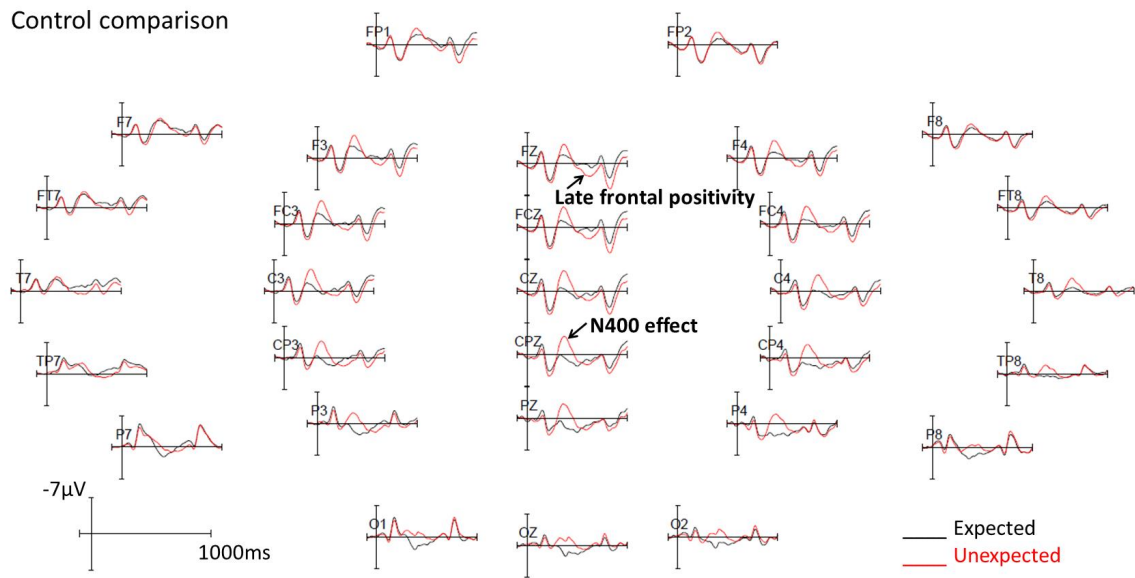 Control comparison
FP1
FP2
F7
F3
FZ
F4
F8
Late frontal positivity
FT7
FC3
FCZ
FC4
FT8
T7
C3
CZ
C4
T8
N400 effect
TP7
CP3
CPZ
CP4
TP8
P7
P3
PZ
P4
P8
-7µV
1000ms
O1
OZ
O2
Expected
Unexpected